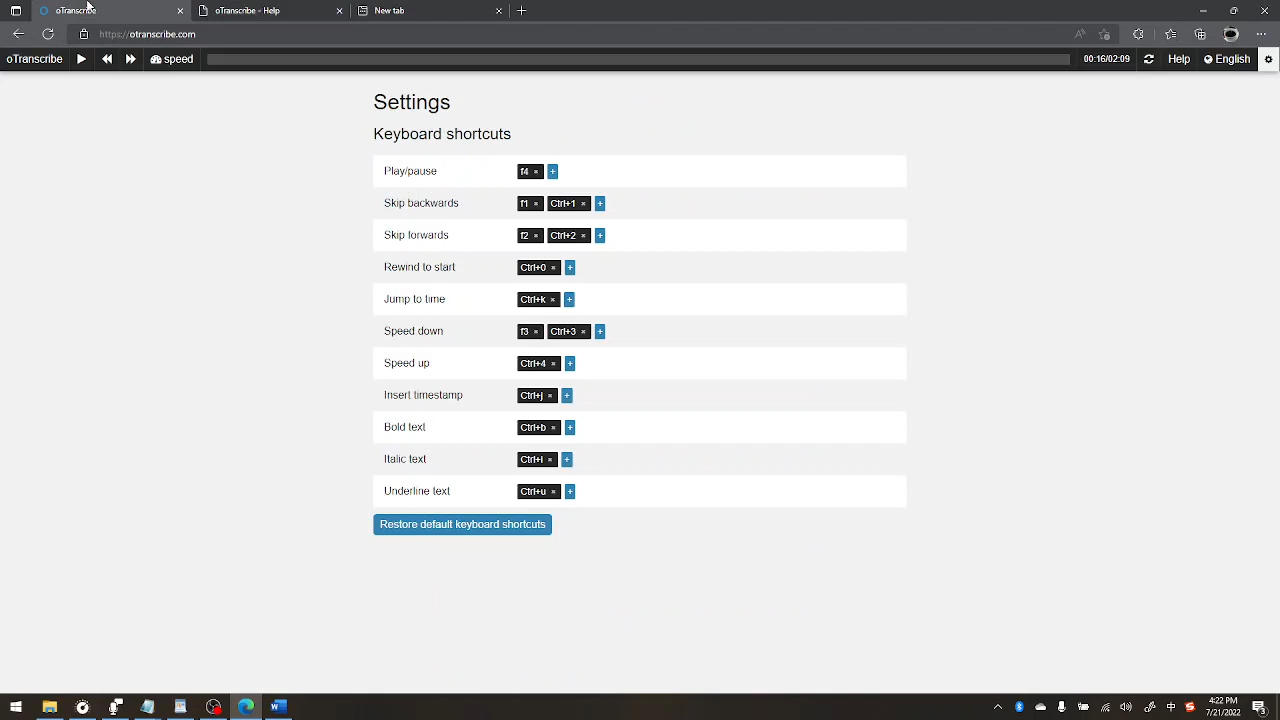 oTranscribe
oTranscribe - Help
New tab
https://otranscribe.com
oTranscribe
speed
00:16/02:09
Help
English
Settings
Keyboard shortcuts
Play/pause f4 × +
Skip backwards f1 × Ctrl+1 × +
Skip forwards f2 × Ctrl+2 × +
Rewind to start Ctrl+0 × +
Jump to time Ctrl+k × +
Speed down f3 × Ctrl+3 × +
Speed up Ctrl+4 × +
Insert timestamp Ctrl+j × +
Bold text Ctrl+b × +
Italic text Ctrl+i × +
Underline text Ctrl+u × +
Restore default keyboard shortcuts
中
4:22 PM
7/21/2022